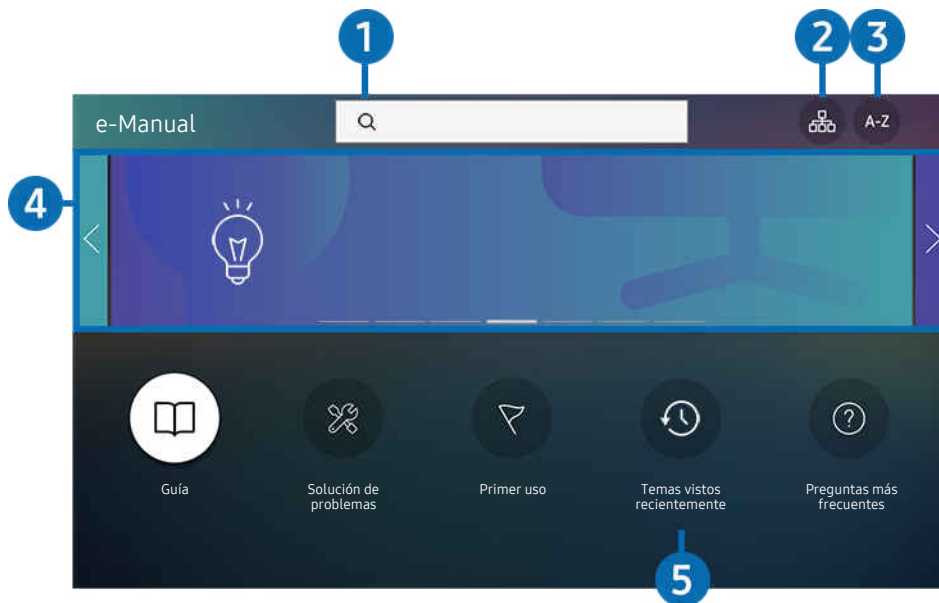 1
2
3
e-Manual
A-Z
4
Guía
Solución de
problemas
Primer uso
Temas vistos
recientemente
Preguntas más
frecuentes
5